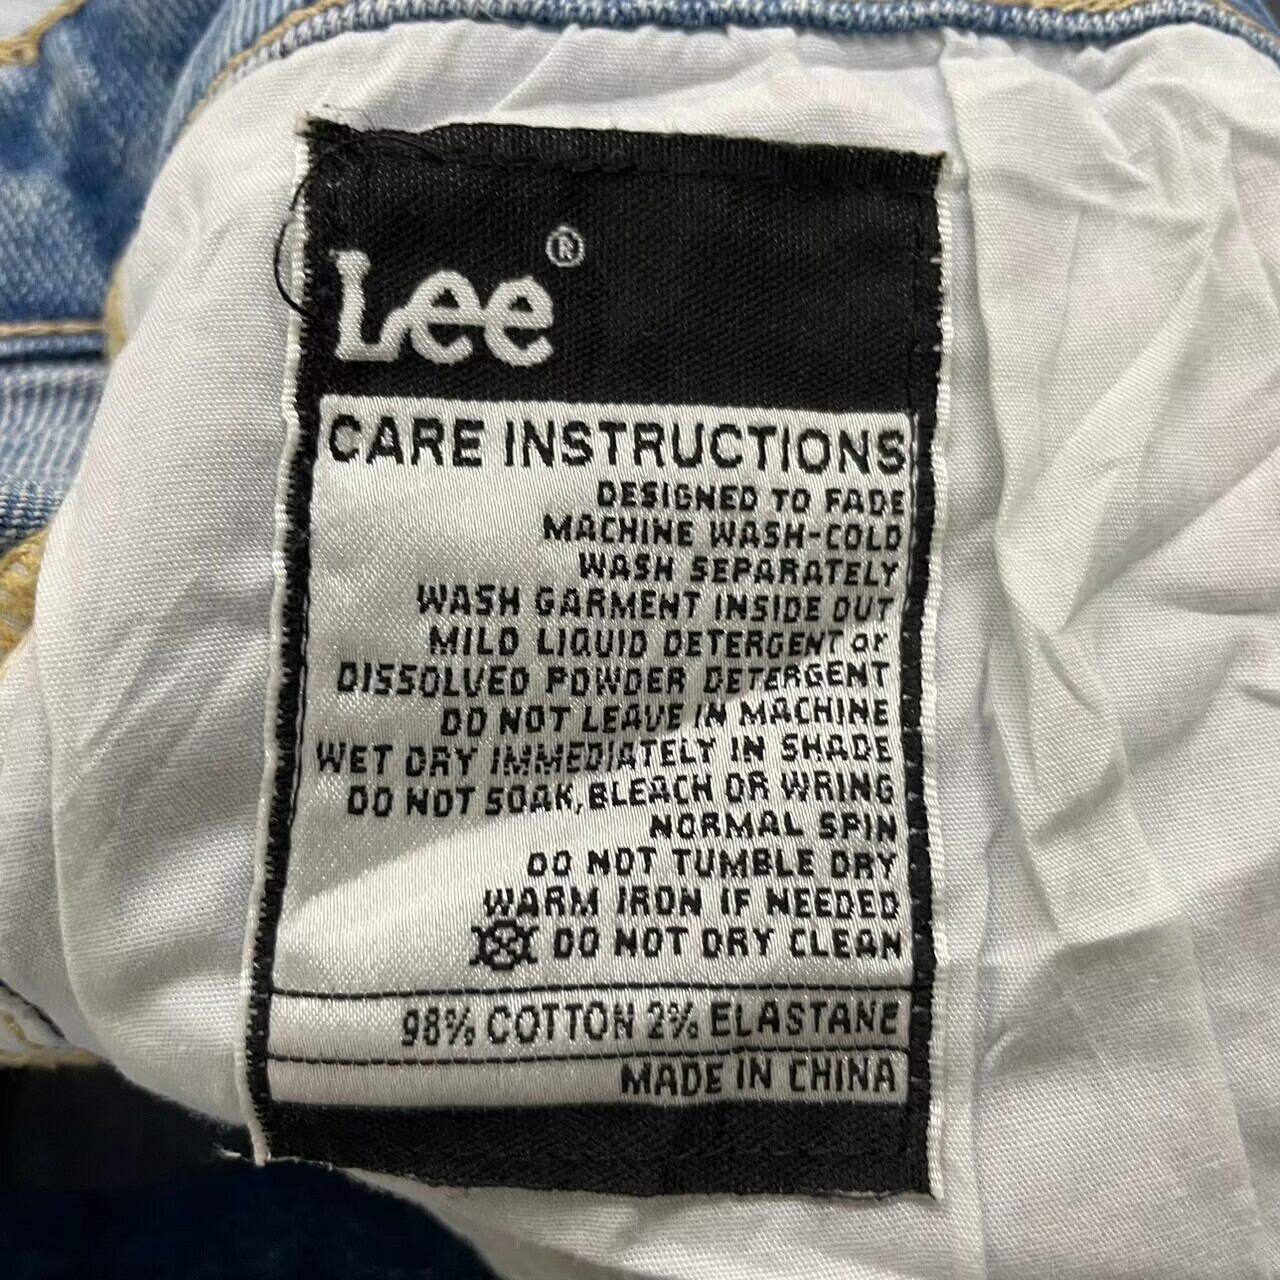 Lee®
CARE INSTRUCTIONS
DESIGNED TO FADE
MACHINE WASH-COLD
WASH SEPARATELY
WASH GARMENT INSIDE OUT
MILD LIQUID DETERGENT or
DISSOLVED POWDER DETERGENT
DO NOT LEAVE IN MACHINE
WET DRY IMMEDIATELY IN SHADE
DO NOT SOAK, BLEACH OR WRING
NORMAL SPIN
DO NOT TUMBLE DRY
WARM IRON IF NEEDED
DO NOT DRY CLEAN
98% COTTON 2% ELASTANE
MADE IN CHINA